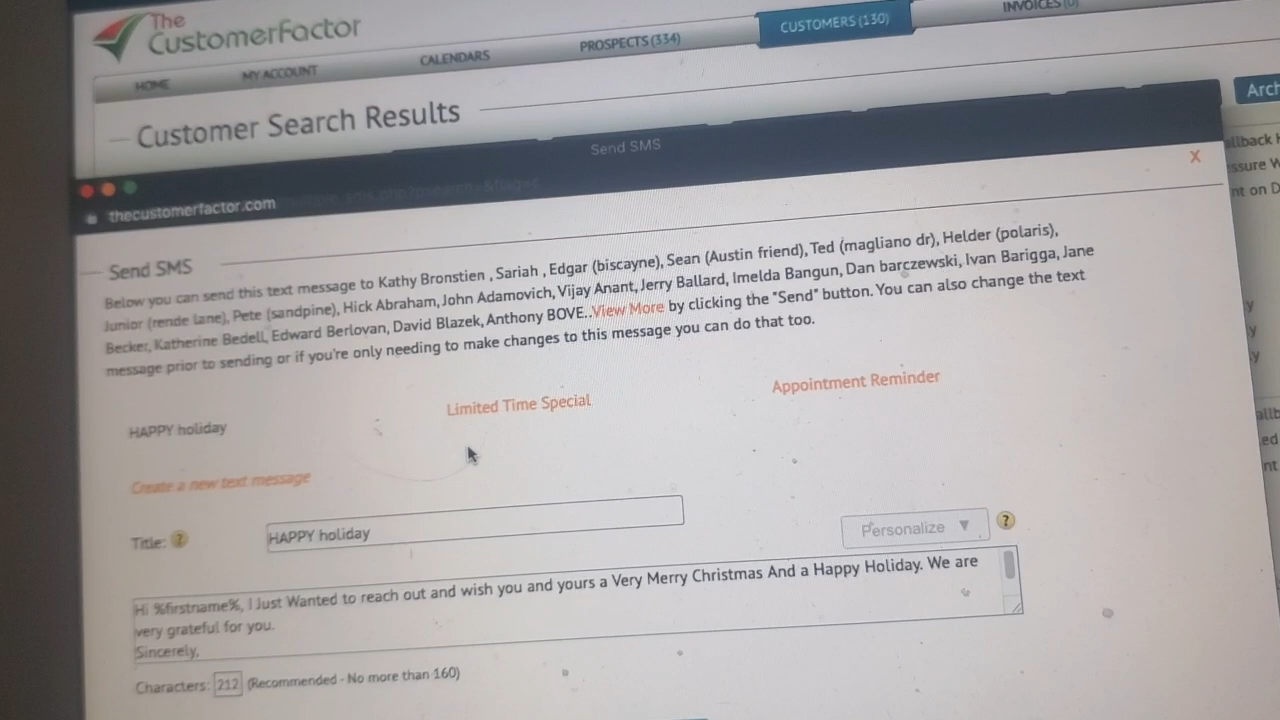 The
CustomerFactor
HOME MY ACCOUNT CALENDARS PROSPECTS (334) CUSTOMERS (130) INVOICES (0)
Customer Search Results
Arch
Send SMS
allback
ssure W
nt on D
X
thecustomerfactor.com
Send SMS
Below you can send this text message to Kathy Bronstien , Sariah , Edgar (biscayne), Sean (Austin friend), Ted (magliano dr), Helder (polaris),
Junior (rende lane), Pete (sandpine), Hick Abraham, John Adamovich, Vijay Anant, Jerry Ballard, Imelda Bangun, Dan barczewski, Ivan Barigga, Jane
Becker, Katherine Bedell, Edward Berlovan, David Blazek, Anthony BOVE..View More by clicking the "Send" button. You can also change the text
message prior to sending or if you're only needing to make changes to this message you can do that too.
HAPPY holiday Limited Time Special Appointment Reminder
Create a new text message
Title: ? HAPPY holiday Personalize ▼ ?
Hi %firstname%, I Just Wanted to reach out and wish you and yours a Very Merry Christmas And a Happy Holiday. We are
very grateful for you.
Sincerely,
Characters: 212 (Recommended - No more than 160)